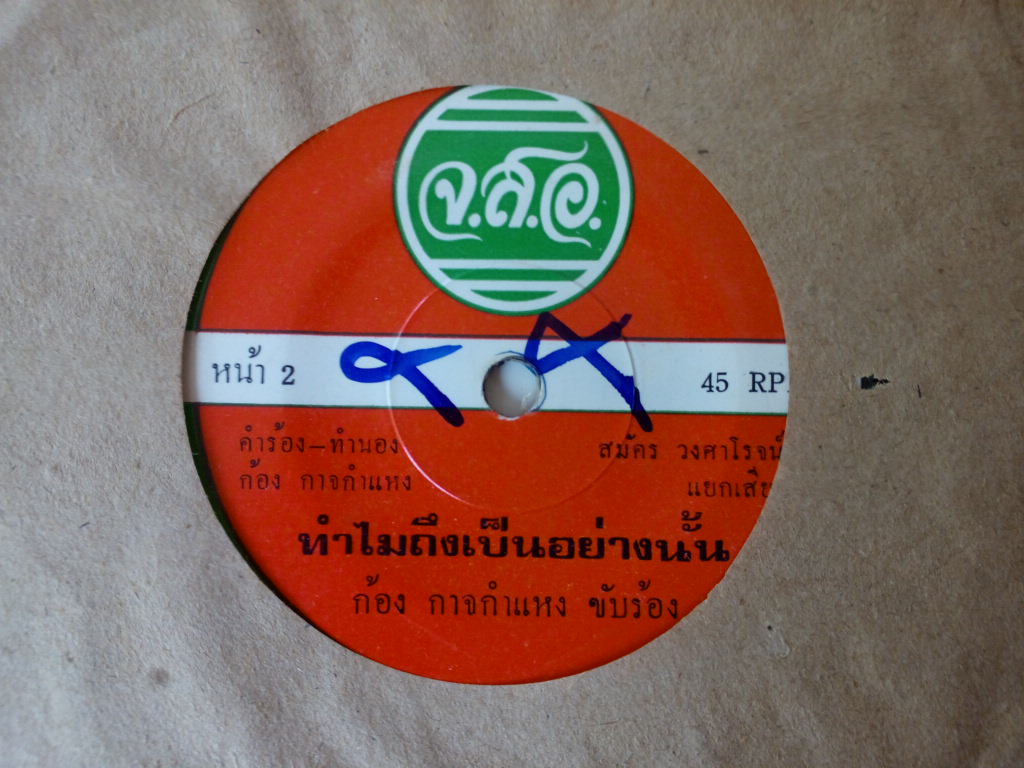 จ.ส.อ.
หน้า 2 45 RP
คำร้อง–ทำนอง สมัคร วงศาโรจน์
ก้อง กาจกำแหง แยกเสีย
ทำไมถึงเป็นอย่างนั้น
ก้อง กาจกำแหง ขับร้อง